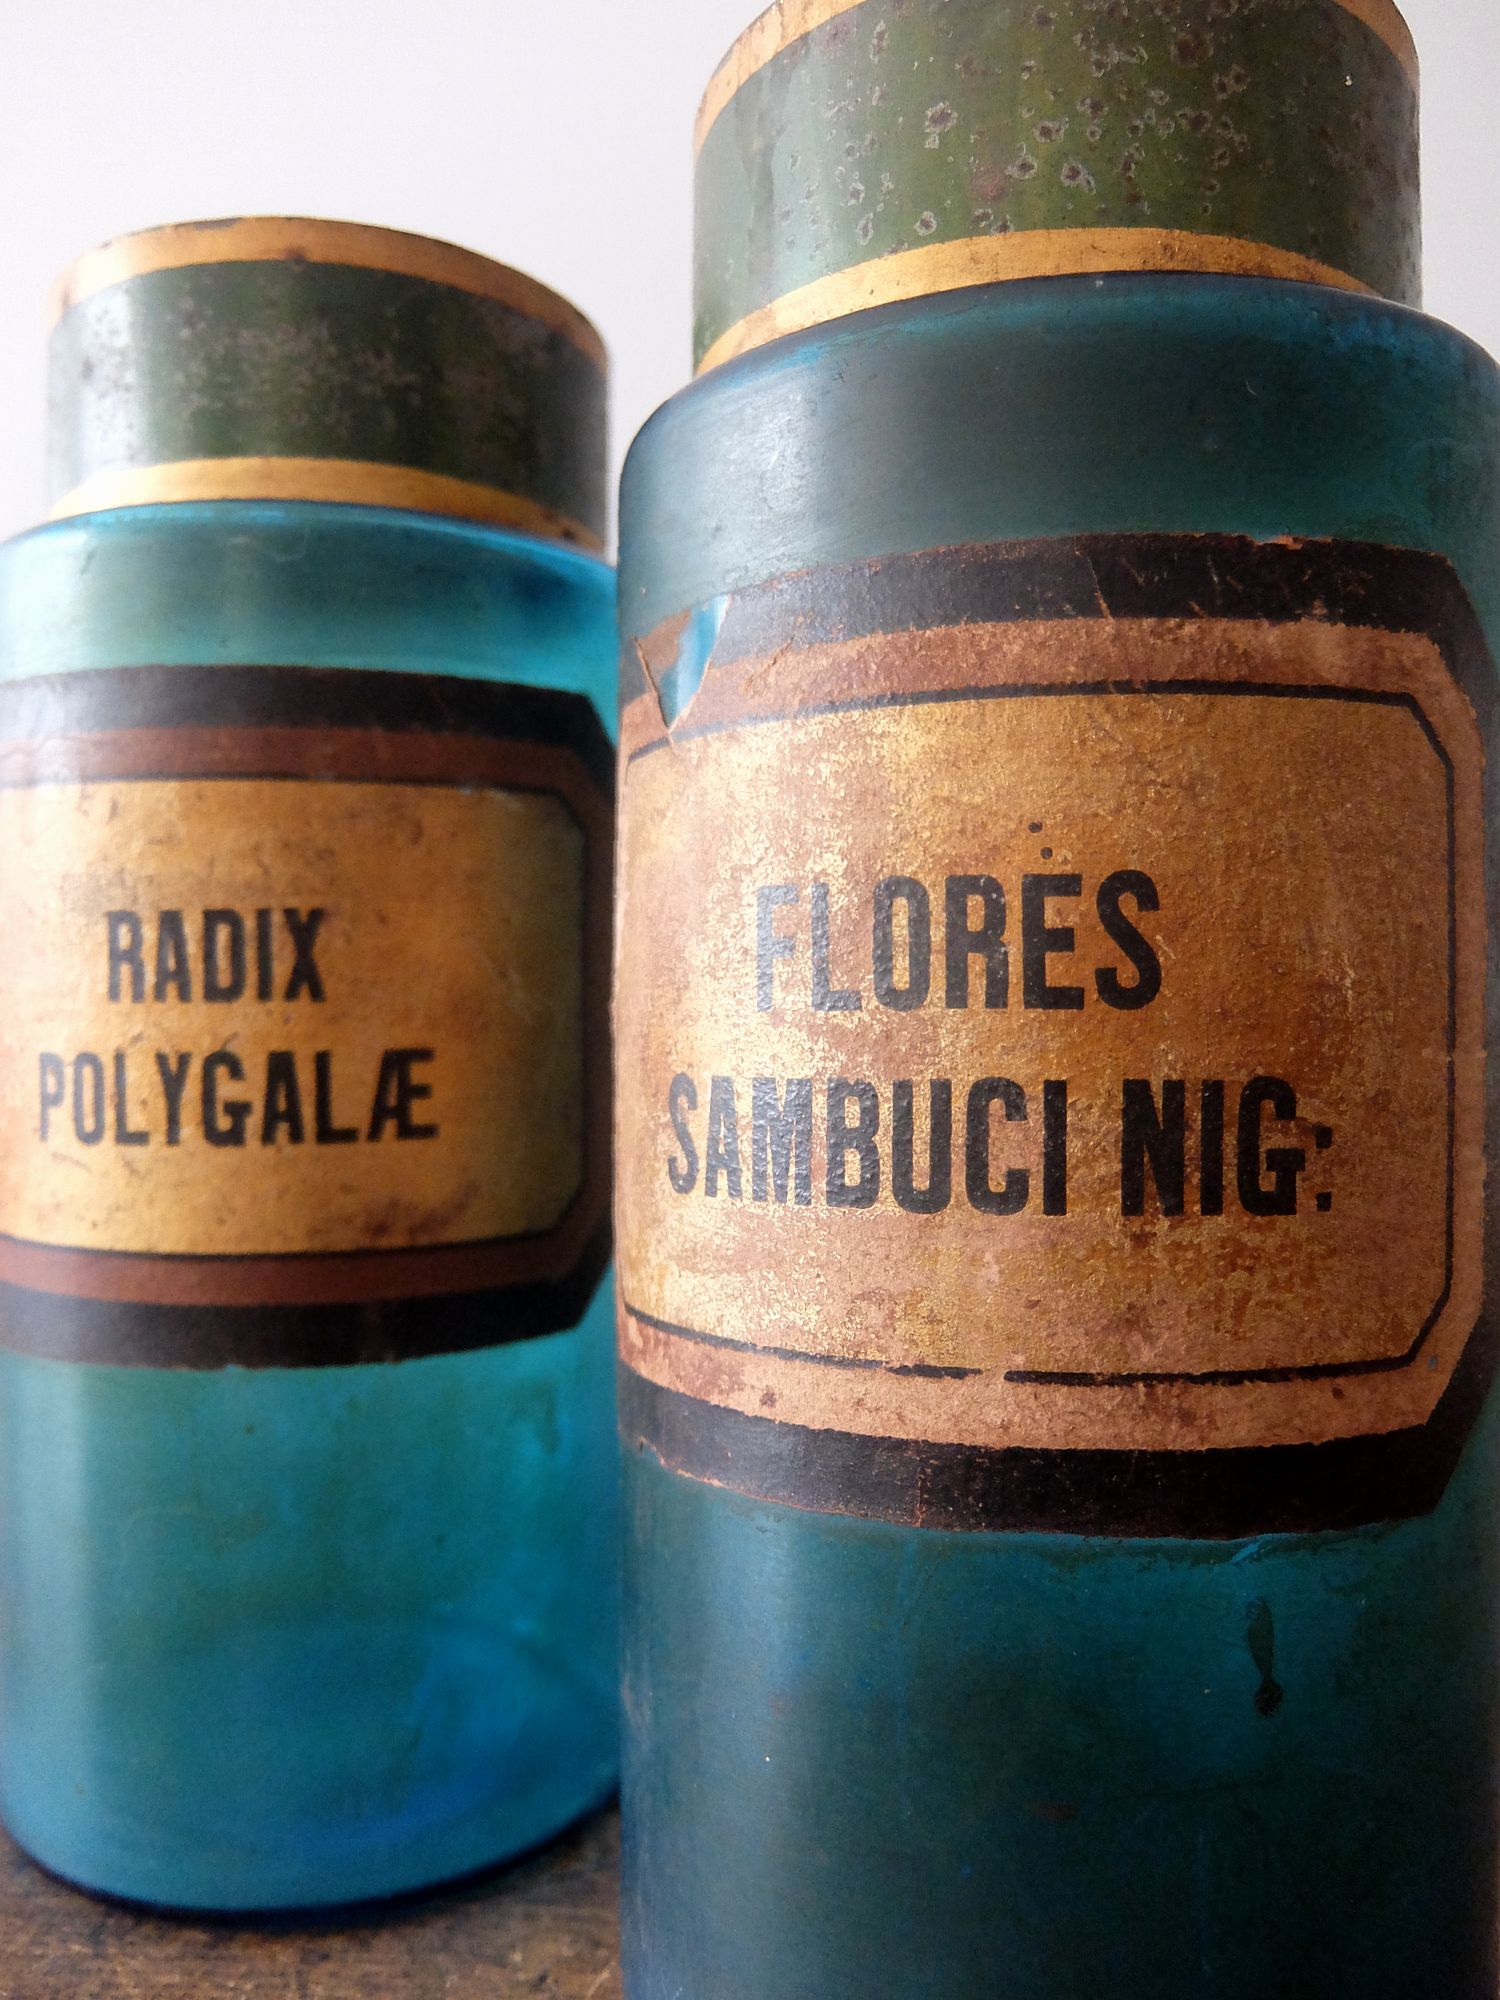 RADIX
POLYGALÆ
FLORES
SAMBUCI NIG: